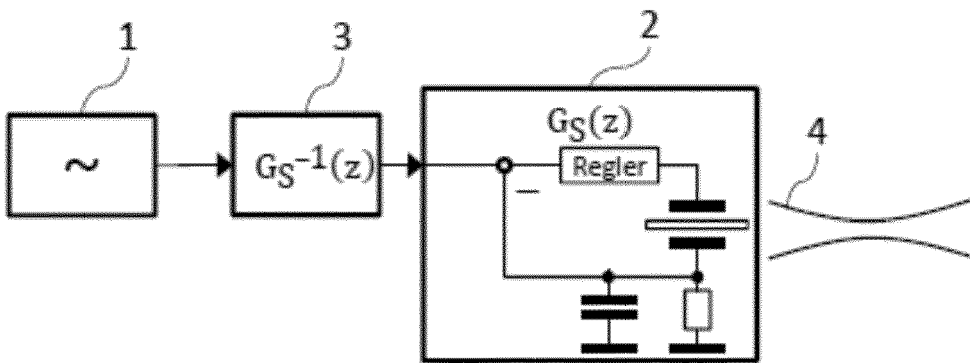 1
3
2
4
~
G_S⁻¹(z)
G_S(z)
Regler
−